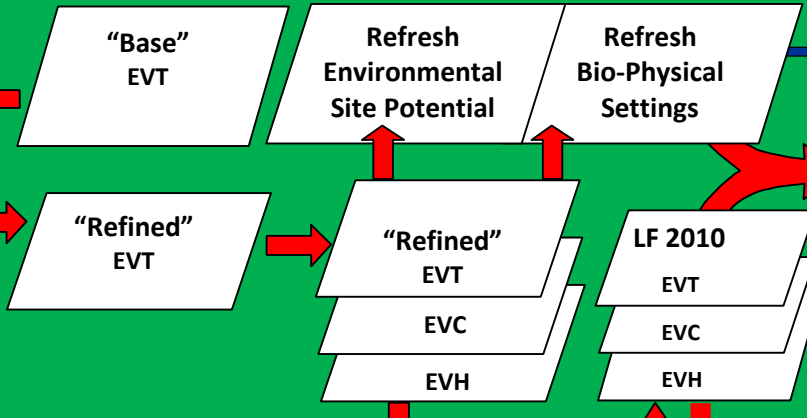 “Base”
EVT
Refresh
Environmental
Site Potential
Refresh
Bio-Physical
Settings
“Refined”
EVT
“Refined”
EVT
EVC
EVH
LF 2010
EVT
EVC
EVH